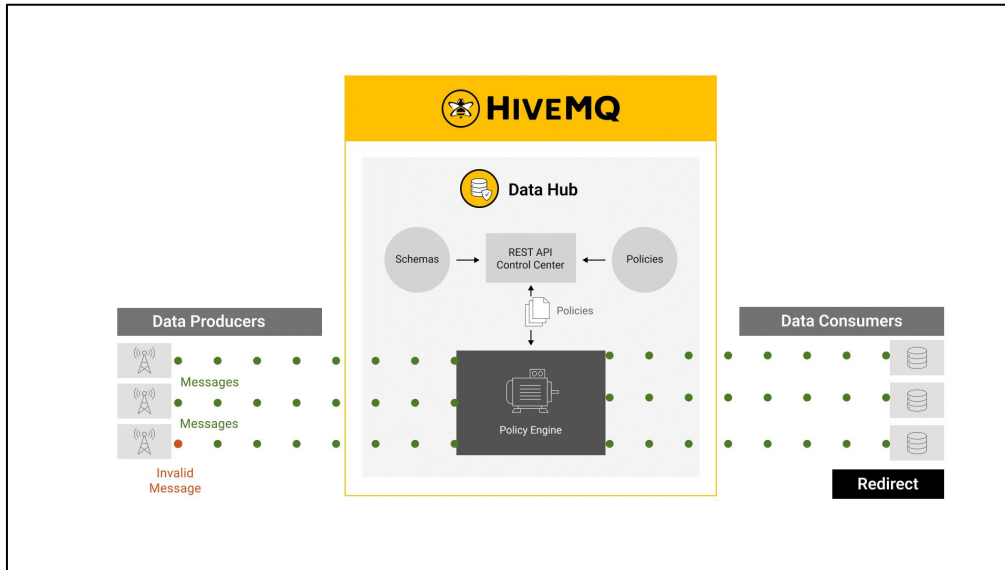 HIVEMQ
Data Hub
Schemas
REST API
Control Center
Policies
Policies
Data Producers
Data Consumers
Messages
Messages
Policy Engine
Invalid
Message
Redirect